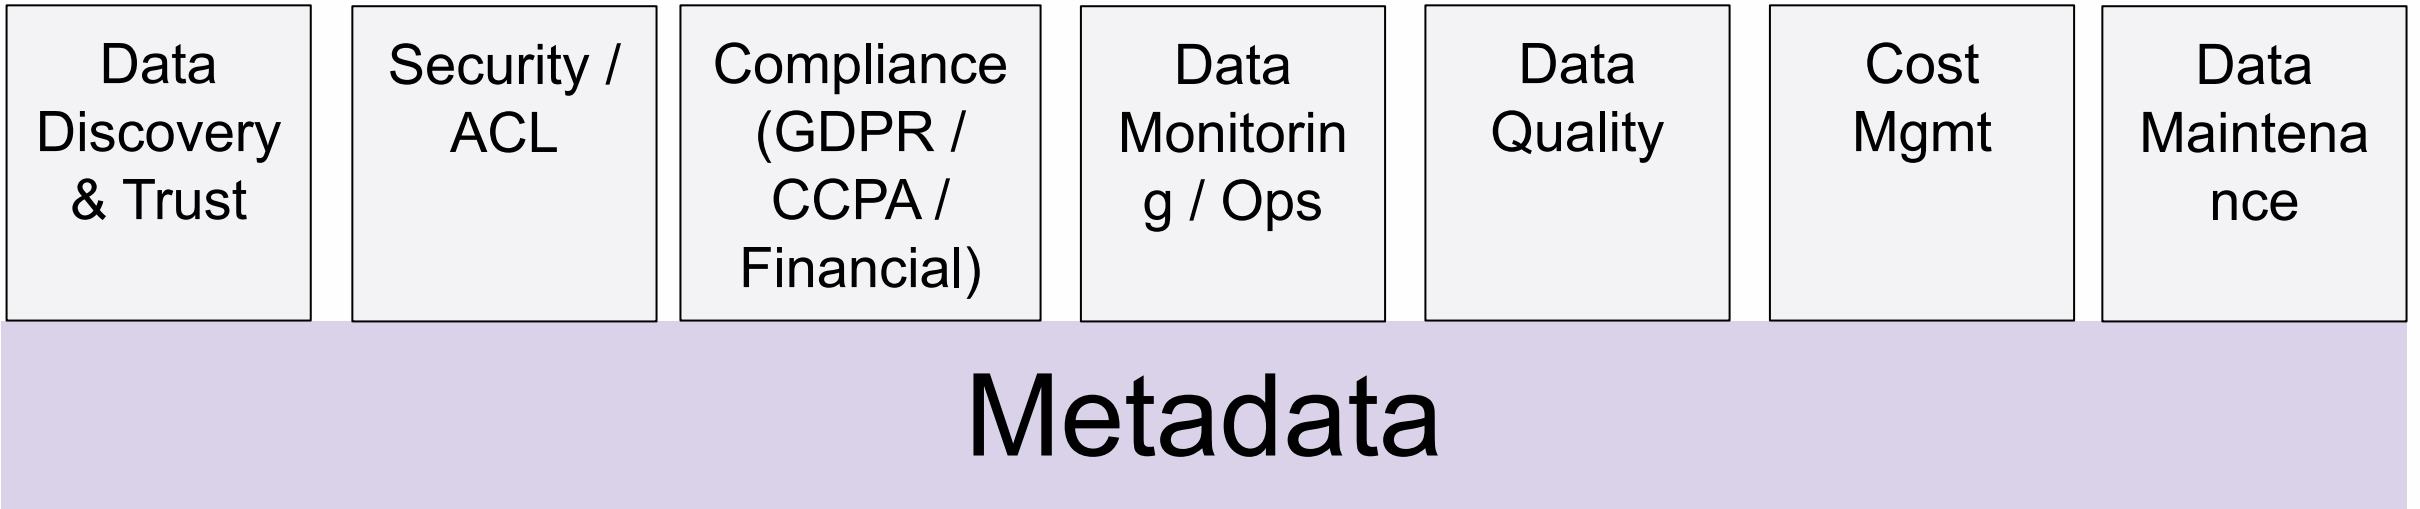 Data
Discovery
& Trust
Security /
ACL
Compliance
(GDPR /
CCPA /
Financial)
Data
Monitorin
g / Ops
Data
Quality
Cost
Mgmt
Data
Maintena
nce
Metadata